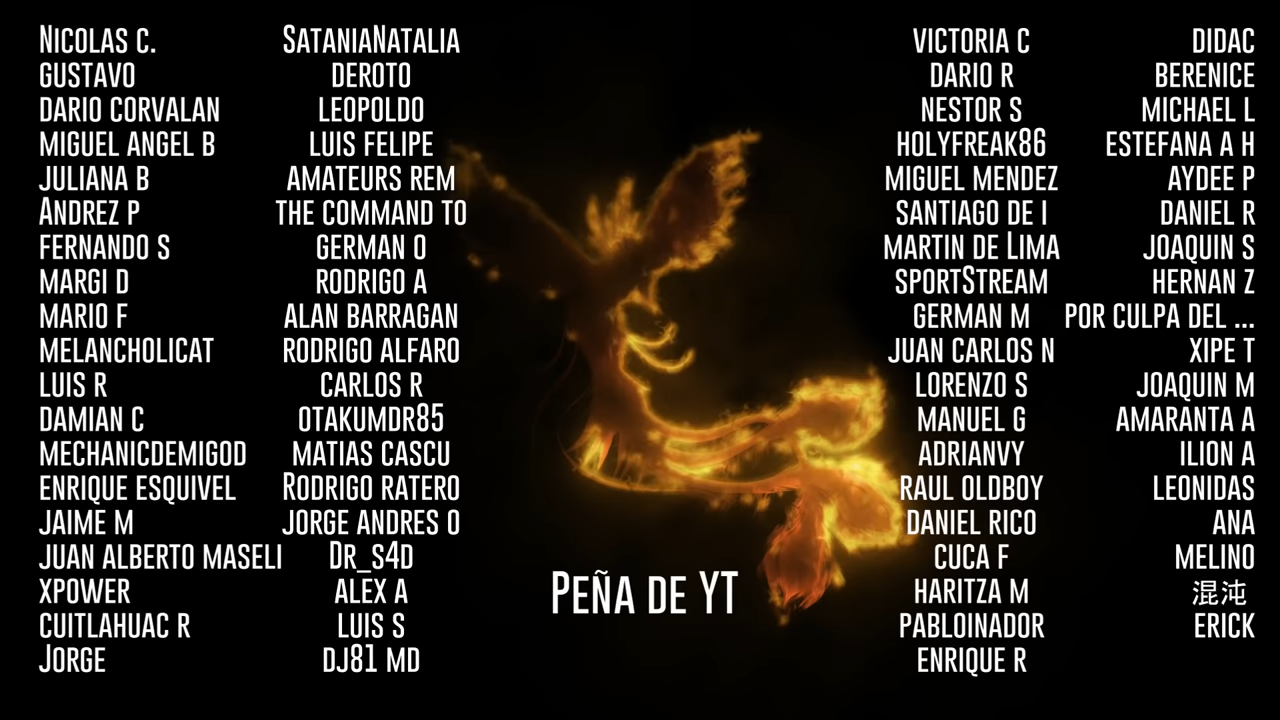 Nicolas C.
GUSTAVO
DARIO CORVALAN
MIGUEL ANGEL B
JULIANA B
Andrez P
FERNANDO S
MARGI D
MARIO F
MELANCHOLICAT
LUIS R
DAMIAN C
MECHANICDEMIGOD
ENRIQUE ESQUIVEL
JAIME M
JUAN ALBERTO MASELI
XPOWER
CUITLAHUAC R
Jorge
SataniaNatalia
DEROTO
LEOPOLDO
LUIS FELIPE
AMATEURS REM
THE COMMAND TO
GERMAN O
RODRIGO A
ALAN BARRAGAN
RODRIGO ALFARO
CARLOS R
OTAKUMDR85
MATIAS CASCU
Rodrigo RATERO
JORGE ANDRES O
Dr_s4d
ALEX A
LUIS S
DJ81 MD
Peña de YT
VICTORIA C
DARIO R
NESTOR S
HOLYFREAK86
MIGUEL MENDEZ
SANTIAGO DE I
MARTIN DE Lima
SPORTStream
GERMAN M
JUAN CARLOS N
LORENZO S
MANUEL G
ADRIANVY
RAUL OLDBOY
DANIEL RICO
CUCA F
HARITZA M
PABLOINADOR
ENRIQUE R
DIDAC
BERENICE
MICHAEL L
ESTEFANA A H
AYDEE P
DANIEL R
JOAQUIN S
HERNAN Z
POR CULPA DEL ...
XIPE T
JOAQUIN M
AMARANTA A
ILION A
LEONIDAS
ANA
MELINO
混沌
ERICK